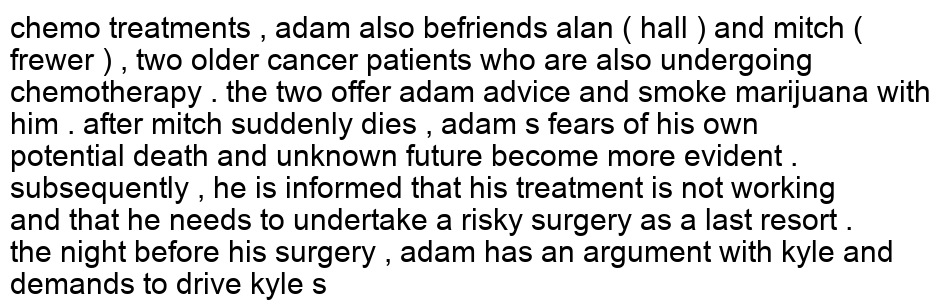 chemo treatments , adam also befriends alan ( hall ) and mitch (
frewer ) , two older cancer patients who are also undergoing
chemotherapy . the two offer adam advice and smoke marijuana with
him . after mitch suddenly dies , adam s fears of his own
potential death and unknown future become more evident .
subsequently , he is informed that his treatment is not working
and that he needs to undertake a risky surgery as a last resort .
the night before his surgery , adam has an argument with kyle and
demands to drive kyle s